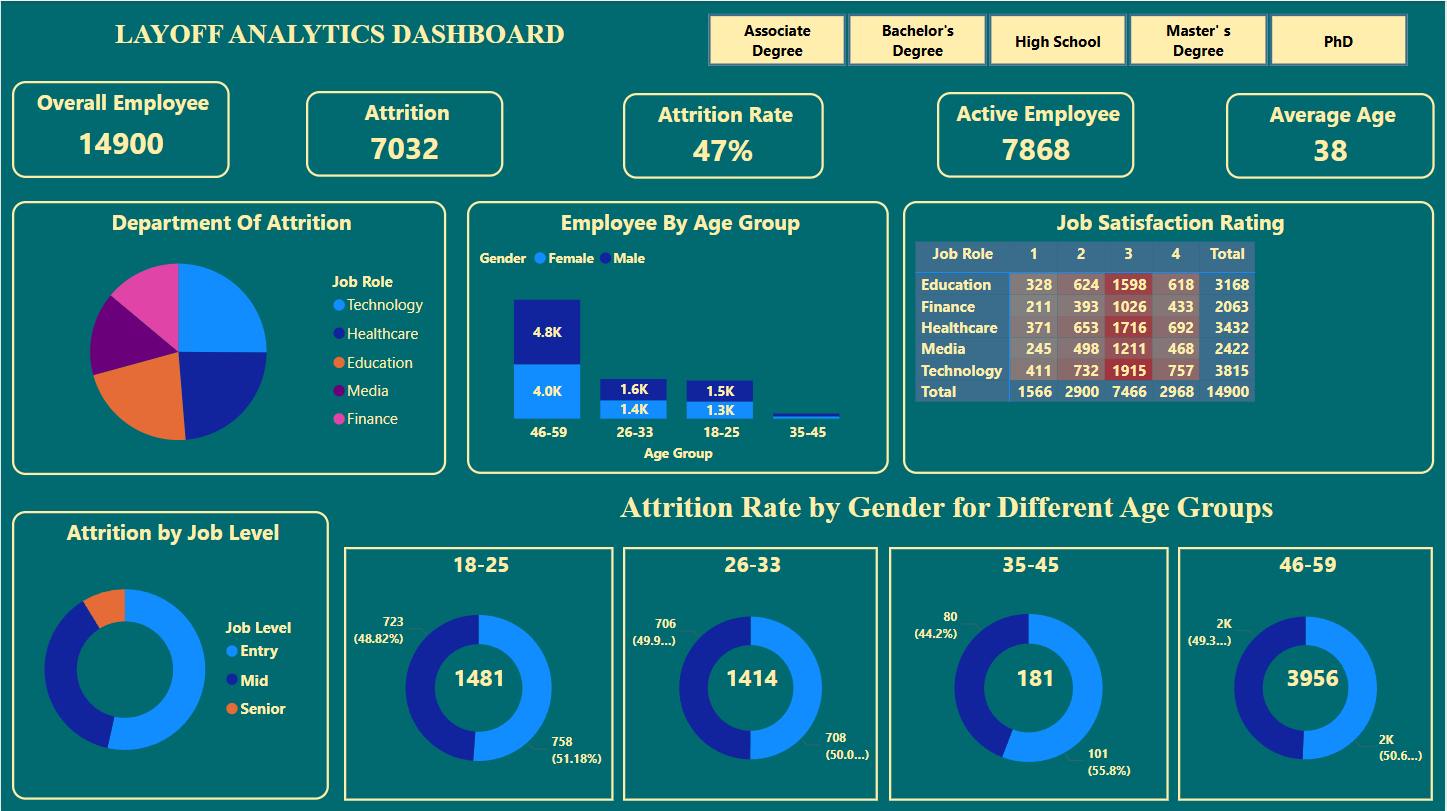 LAYOFF ANALYTICS DASHBOARD
Associate
Degree
Bachelor's
Degree
High School
Master' s
Degree
PhD
Overall Employee
14900
Attrition
7032
Attrition Rate
47%
Active Employee
7868
Average Age
38
Department Of Attrition
Job Role
Technology
Healthcare
Education
Media
Finance
Employee By Age Group
Gender Female Male
4.8K
4.0K
1.6K
1.4K
1.5K
1.3K
46-59 26-33 18-25 35-45
Age Group
Job Satisfaction Rating
Job Role 1 2 3 4 Total
Education 328 624 1598 618 3168
Finance 211 393 1026 433 2063
Healthcare 371 653 1716 692 3432
Media 245 498 1211 468 2422
Technology 411 732 1915 757 3815
Total 1566 2900 7466 2968 14900
Attrition by Job Level
Job Level
Entry
Mid
Senior
Attrition Rate by Gender for Different Age Groups
18-25
723
(48.82%)
1481
758
(51.18%)
26-33
706
(49.9...)
1414
708
(50.0...)
35-45
80
(44.2%)
181
101
(55.8%)
46-59
2K
(49.3...)
3956
2K
(50.6...)